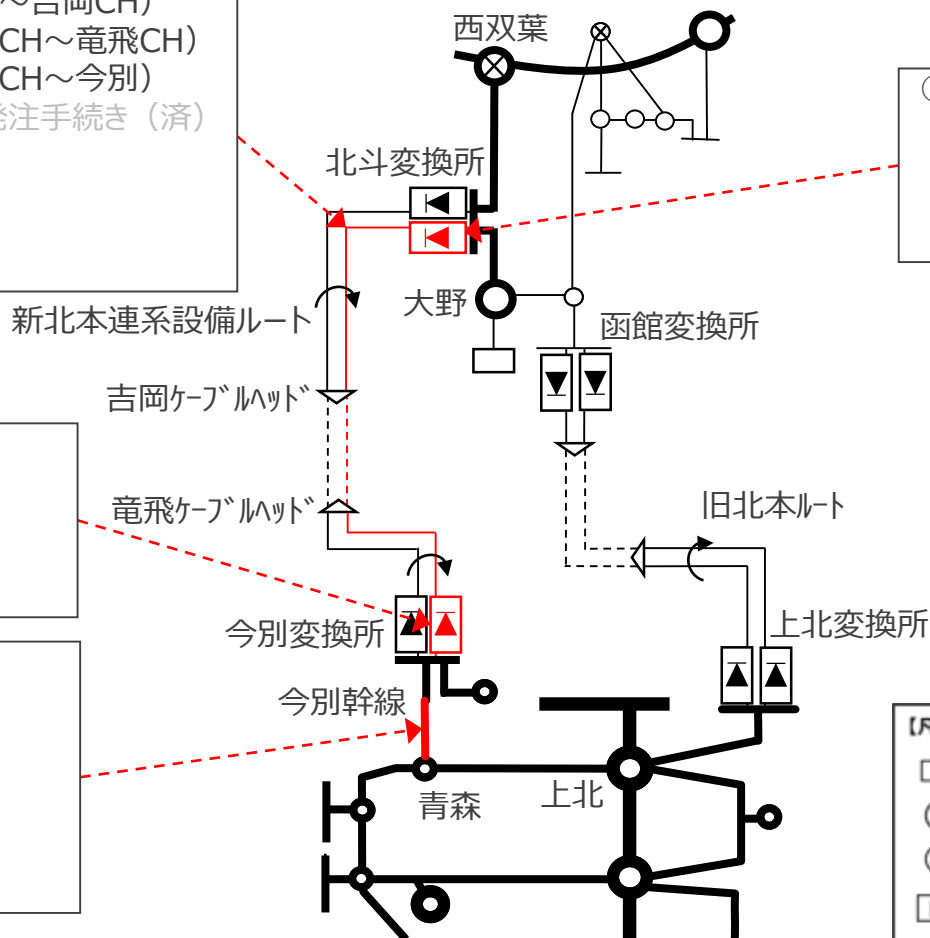 ～吉岡CH）
CH～竜飛CH）
CH～今別）
発注手続き（済）
西双葉
北斗変換所
大野
新北本連系設備ルート
函館変換所
吉岡ｹｰﾌﾞﾙﾍｯﾄﾞ
竜飛ｹｰﾌﾞﾙﾍｯﾄﾞ
旧北本ルート
今別変換所
上北変換所
今別幹線
青森
上北